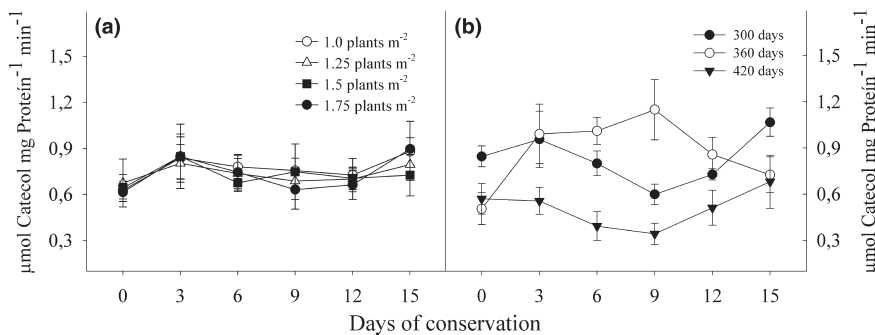 (a)
1.0 plants m-2
1.25 plants m-2
1.5 plants m-2
1.75 plants m-2
µmol Catecol mg Proteín-1 min-1
1,5
1,2
0,9
0,6
0,3
0 3 6 9 12 15
(b)
300 days
360 days
420 days
0 3 6 9 12 15
1,5
1,2
0,9
0,6
0,3
µmol Catecol mg Proteín-1 min-1
Days of conservation